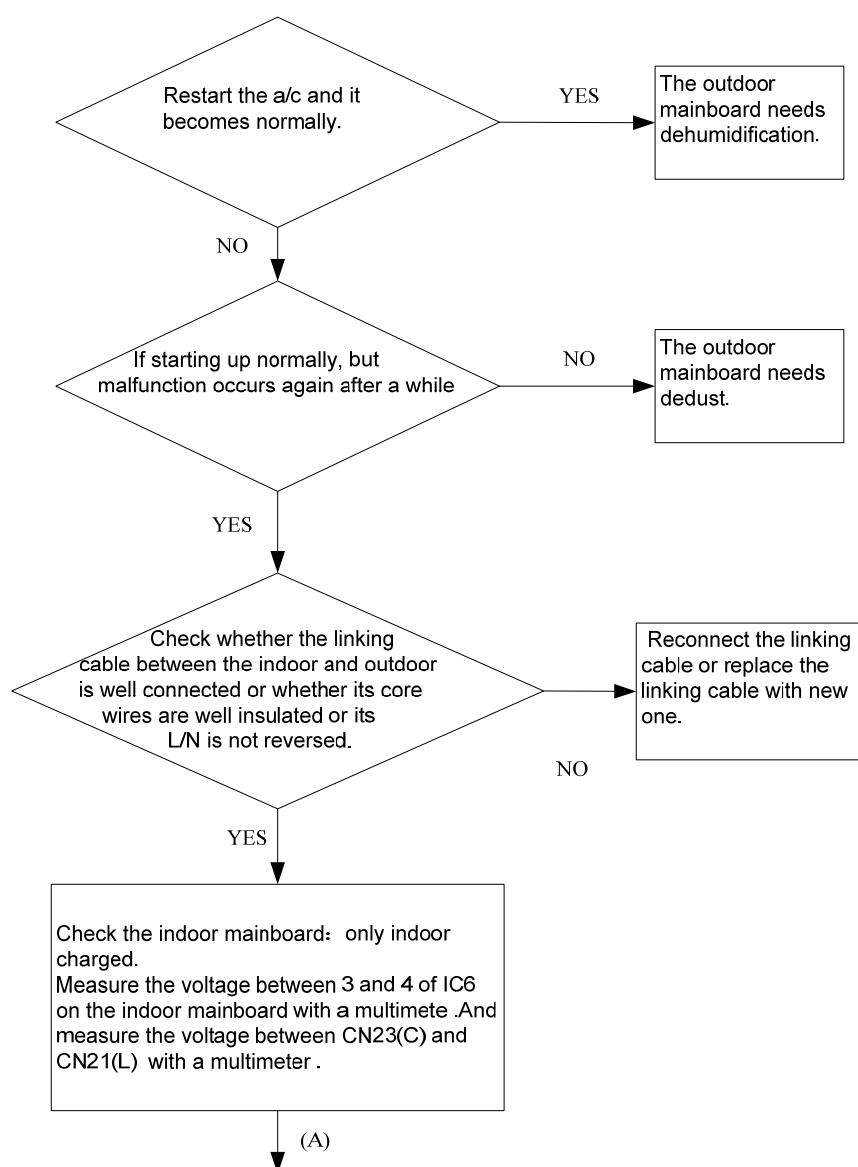 Restart the a/c and it
becomes normally.
YES
The outdoor
mainboard needs
dehumidification.
NO
If starting up normally, but
malfunction occurs again after a while
NO
The outdoor
mainboard needs
dedust.
YES
Check whether the linking
cable between the indoor and outdoor
is well connected or whether its core
wires are well insulated or its
L/N is not reversed.
Reconnect the linking
cable or replace the
linking cable with new
one.
NO
YES
Check the indoor mainboard：only indoor
charged.
Measure the voltage between 3 and 4 of IC6
on the indoor mainboard with a multimete .And
measure the voltage between CN23(C) and
CN21(L) with a multimeter .
(A)